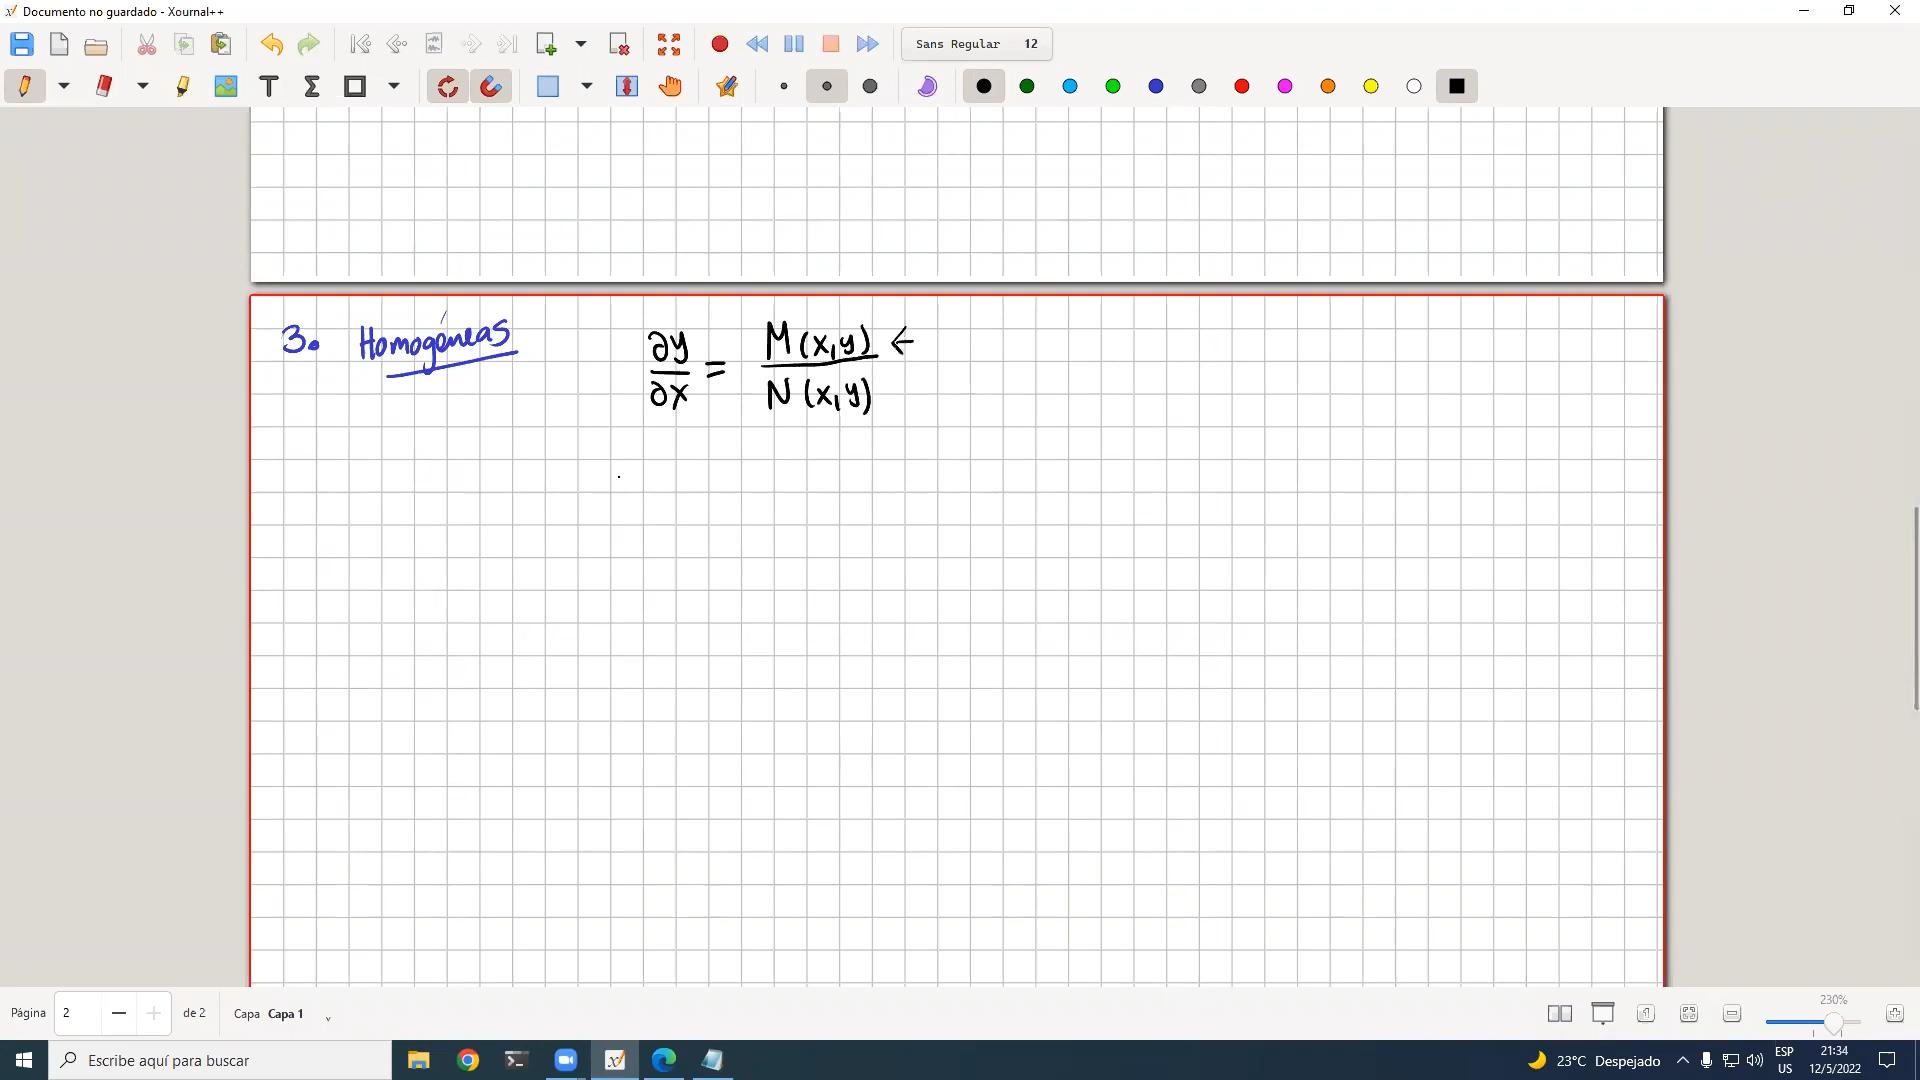 Documento no guardado - Xournal++
Sans Regular 12
3. Homogéneas
∂y/∂x = M(x,y)/N(x,y) ←
Página 2 de 2 Capa Capa 1
230%
Escribe aquí para buscar
23°C Despejado
ESP
US
21:34
12/5/2022